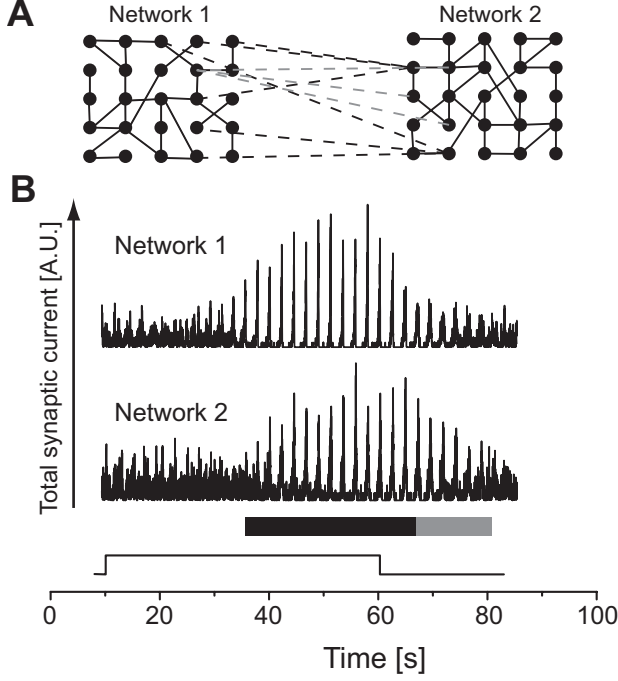 A
Network 1
Network 2
B
Total synaptic current [A.U.]
Network 1
Network 2
0 20 40 60 80 100
Time [s]